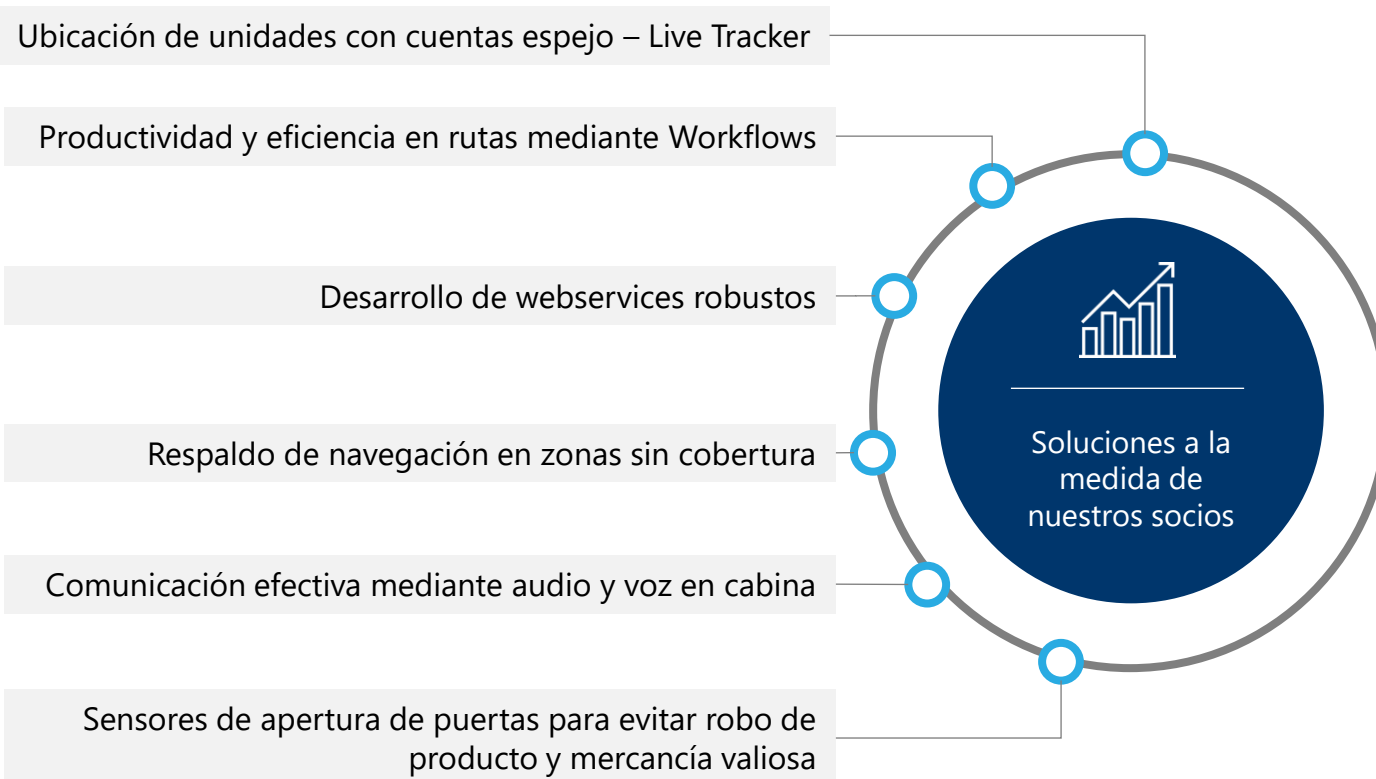 Ubicación de unidades con cuentas espejo – Live Tracker
Productividad y eficiencia en rutas mediante Workflows
Desarrollo de webservices robustos
Respaldo de navegación en zonas sin cobertura
Comunicación efectiva mediante audio y voz en cabina
Sensores de apertura de puertas para evitar robo de
producto y mercancía valiosa
Soluciones a la
medida de
nuestros socios